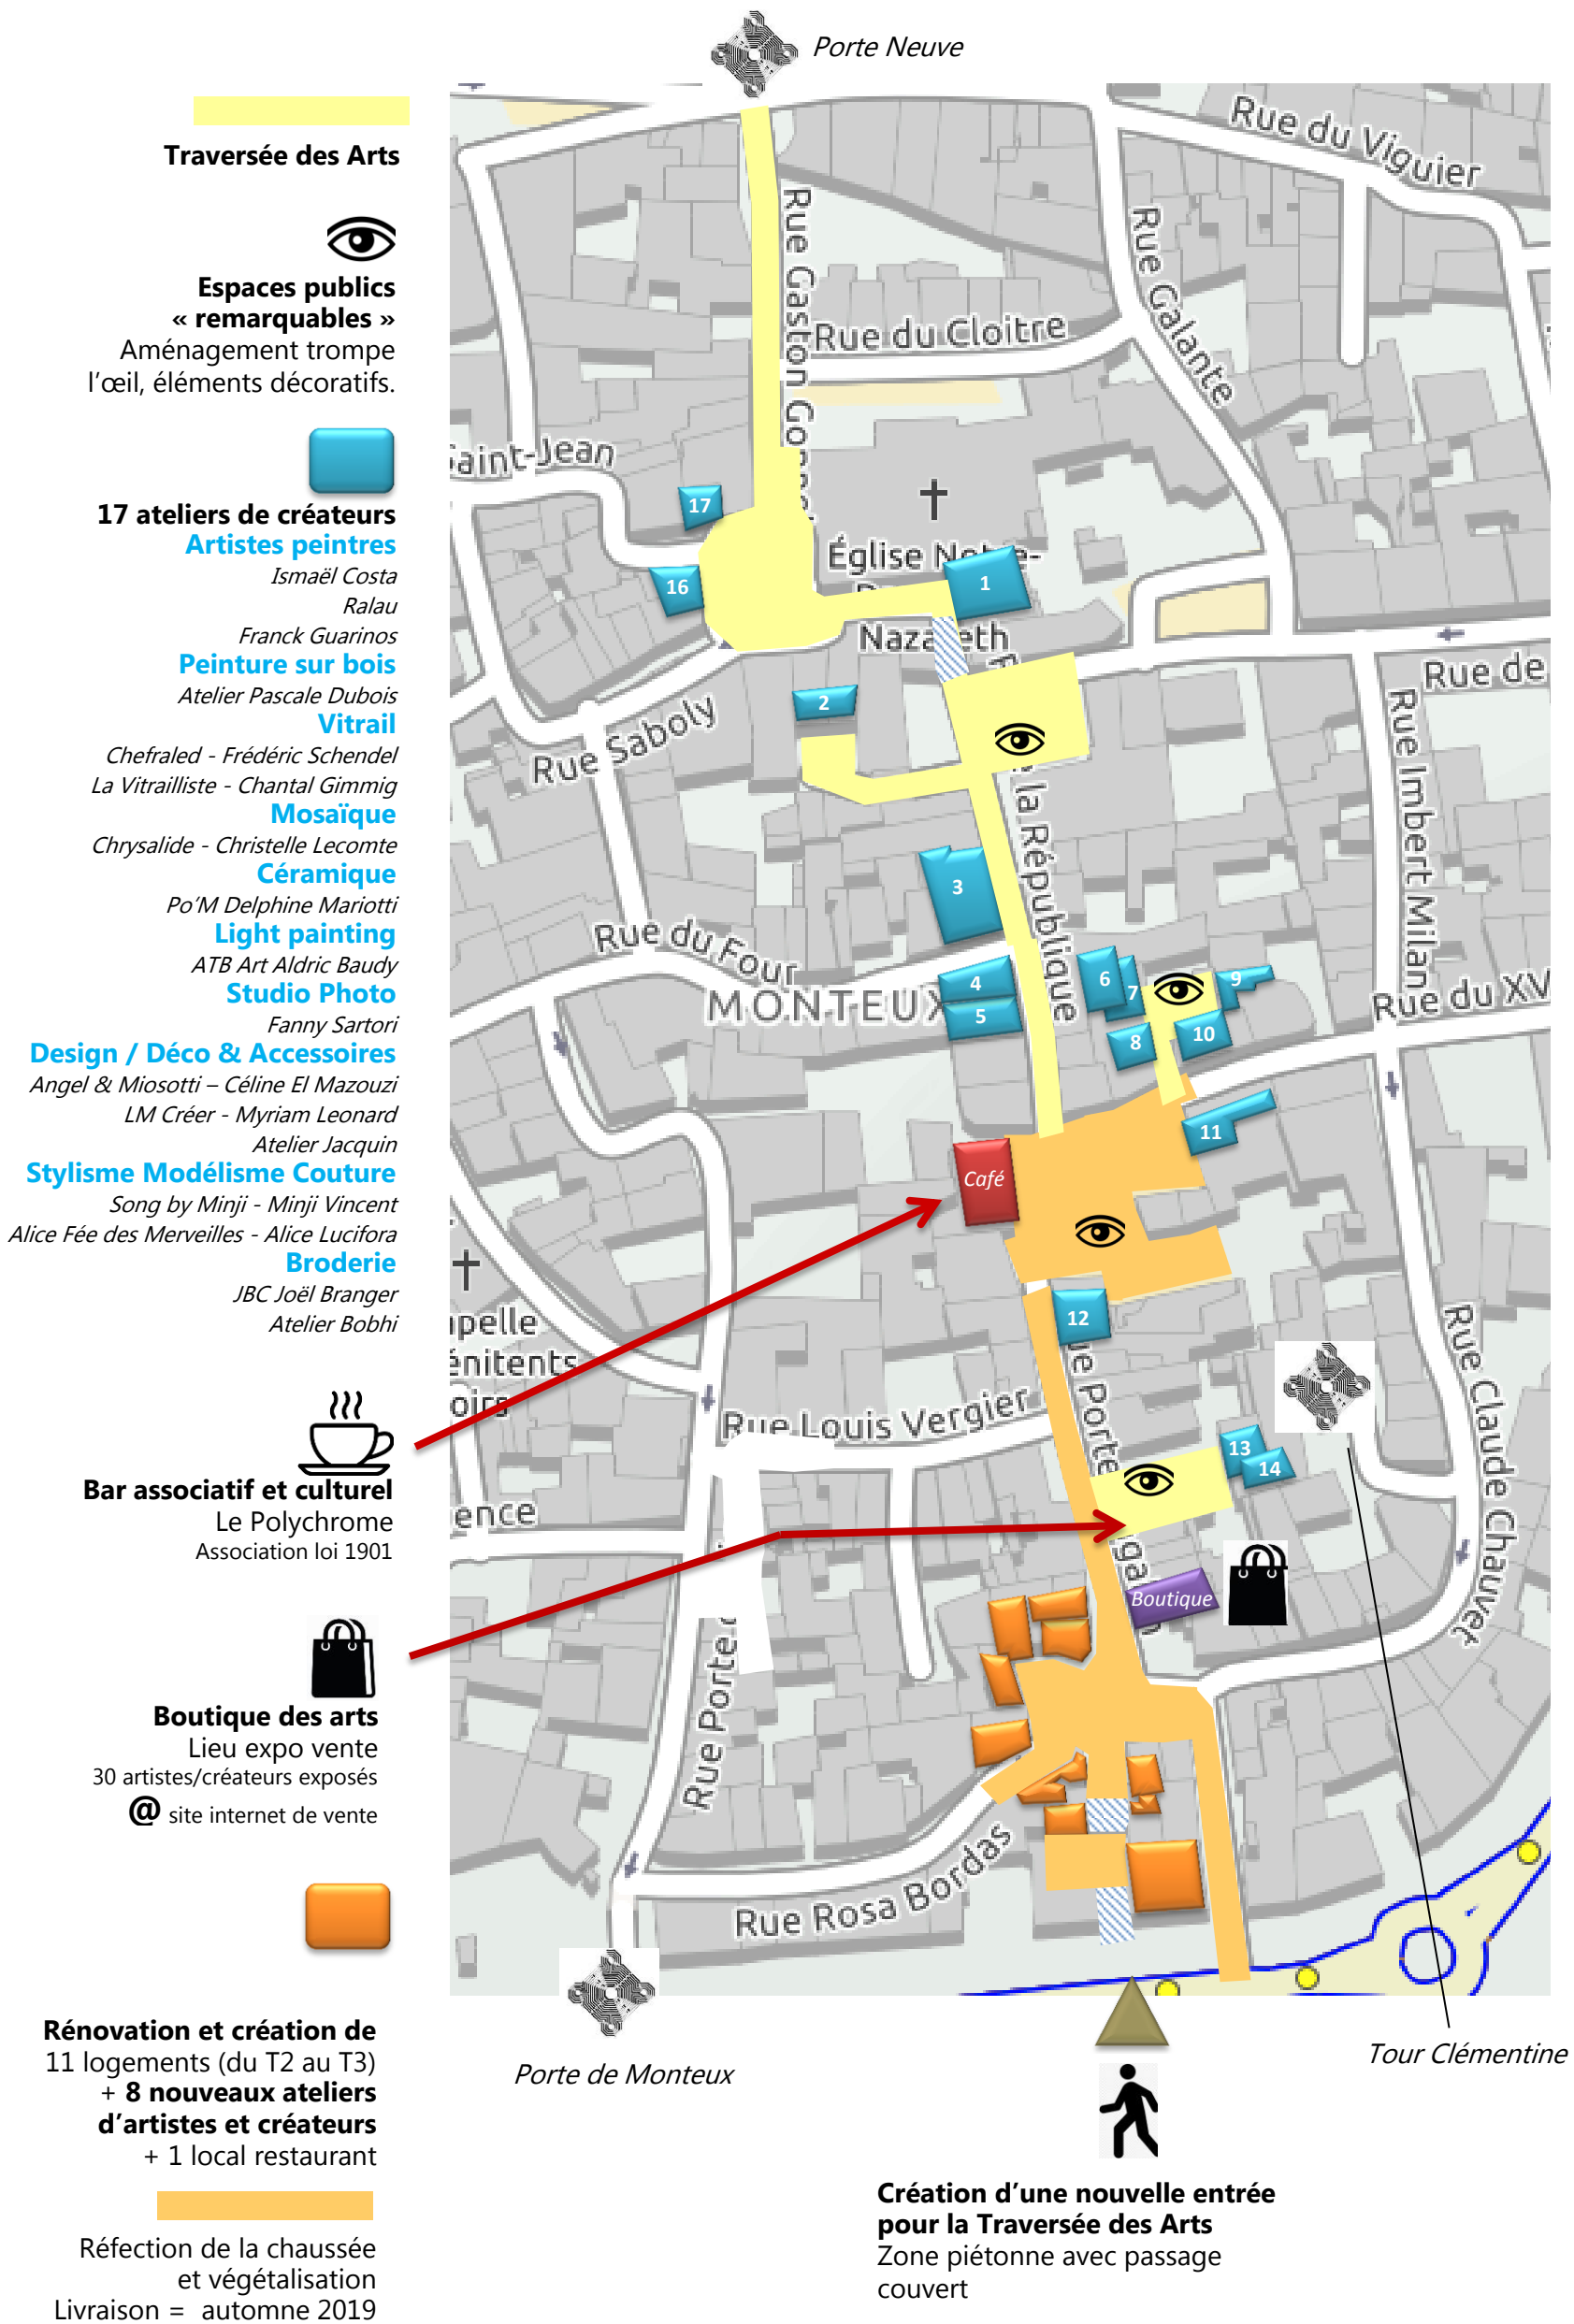 Porte Neuve
Traversée des Arts
Espaces publics
« remarquables »
Aménagement trompe
l'œil, éléments décoratifs.
17 ateliers de créateurs
Artistes peintres
Ismaël Costa
Ralau
Franck Guarinos
Peinture sur bois
Atelier Pascale Dubois
Vitrail
Chefraled - Frédéric Schendel
La Vitrailliste - Chantal Gimmig
Mosaïque
Chrysalide - Christelle Lecomte
Céramique
Po'M Delphine Mariotti
Light painting
ATB Art Aldric Baudy
Studio Photo
Fanny Sartori
Design / Déco & Accessoires
Angel & Miosotti – Céline El Mazouzi
LM Créer - Myriam Leonard
Atelier Jacquin
Stylisme Modélisme Couture
Song by Minji - Minji Vincent
Alice Fée des Merveilles - Alice Lucifora
Broderie
JBC Joël Branger
Atelier Bobhi
Bar associatif et culturel
Le Polychrome
Association loi 1901
Boutique des arts
Lieu expo vente
30 artistes/créateurs exposés
@ site internet de vente
Rénovation et création de
11 logements (du T2 au T3)
+ 8 nouveaux ateliers
d'artistes et créateurs
+ 1 local restaurant
Réfection de la chaussée
et végétalisation
Livraison = automne 2019
Rue du Viguier
Rue Gaston
Rue Galante
Rue du Cloitre
Saint-Jean
17
Église
1
16
Nazareth
Rue de
2
Rue Saboly
Rue Imbert Milan
la République
3
Rue du Four
4
6
7
9
MONTEUX
5
8
10
Rue du XV
11
Café
12
Rue Louis Vergier
Rue Claude Chauvet
Porte
13
14
ence
Boutique
Rue Porte
Rue Rosa Bordas
Porte de Monteux
Tour Clémentine
Création d'une nouvelle entrée
pour la Traversée des Arts
Zone piétonne avec passage
couvert